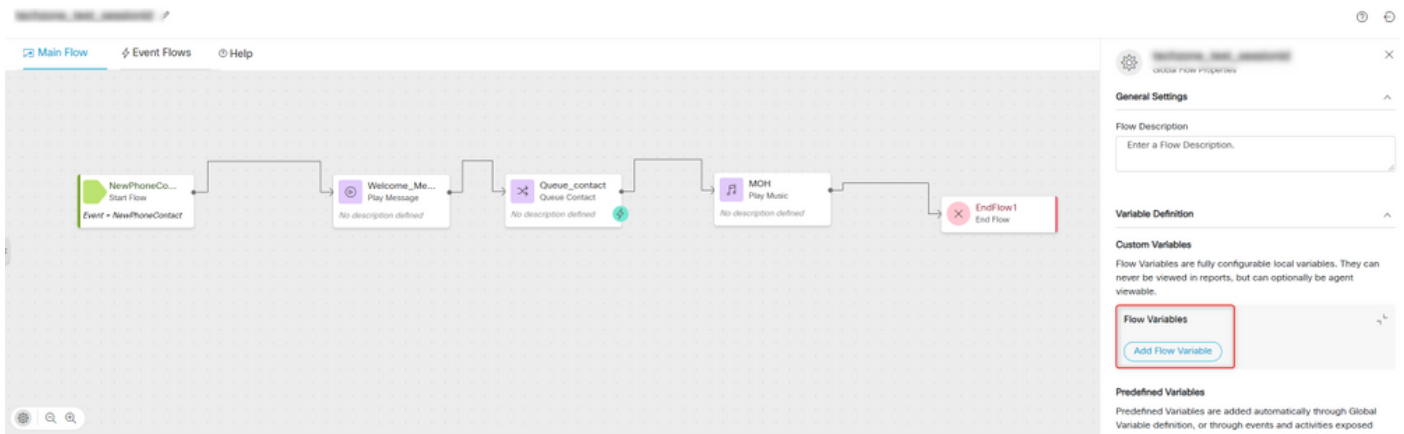 Main Flow
Event Flows
Help
NewPhoneCo...
Start Flow
Event = NewPhoneContact
Welcome_Me...
Play Message
No description defined
Queue_contact
Queue Contact
No description defined
MOH
Play Music
No description defined
EndFlow1
End Flow
Global Flow Properties
General Settings
Flow Description
Enter a Flow Description.
Variable Definition
Custom Variables
Flow Variables are fully configurable local variables. They can
never be viewed in reports, but can optionally be agent
viewable.
Flow Variables
Add Flow Variable
Predefined Variables
Predefined Variables are added automatically through Global
Variable definition, or through events and activities exposed